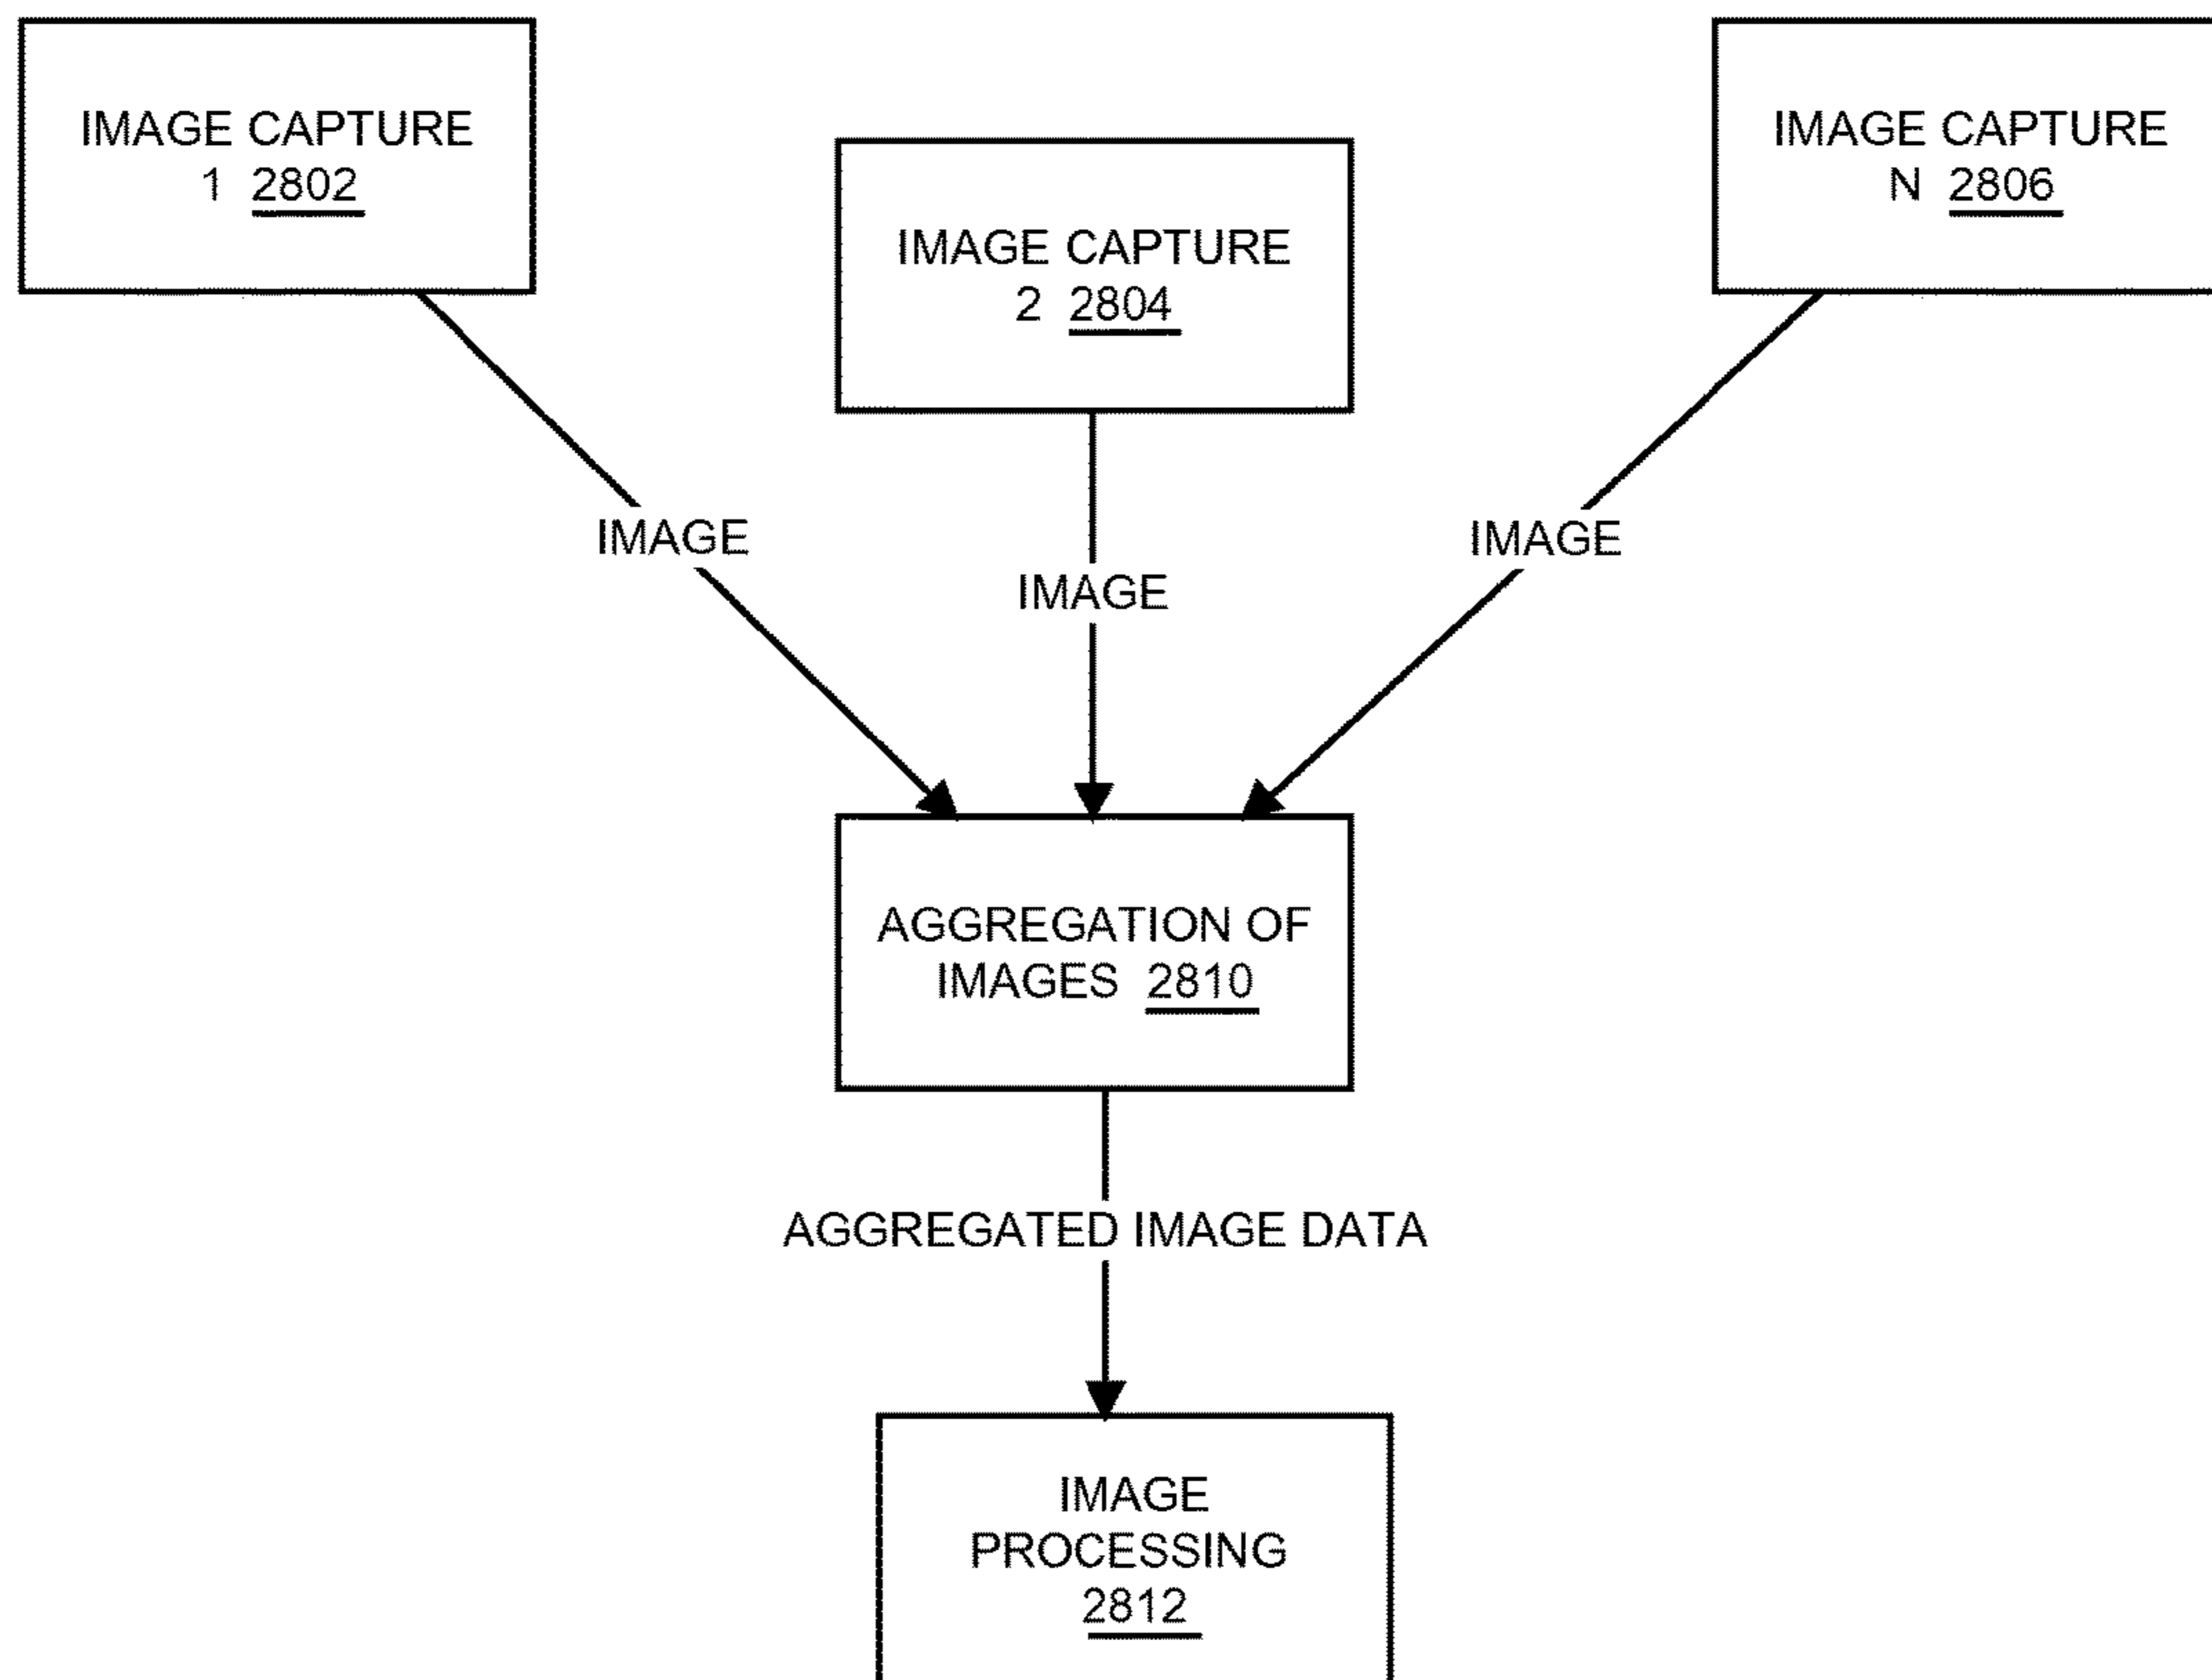 IMAGE CAPTURE
1 2802
IMAGE CAPTURE
2 2804
IMAGE CAPTURE
N 2806
IMAGE
IMAGE
IMAGE
AGGREGATION OF
IMAGES 2810
AGGREGATED IMAGE DATA
IMAGE
PROCESSING
2812